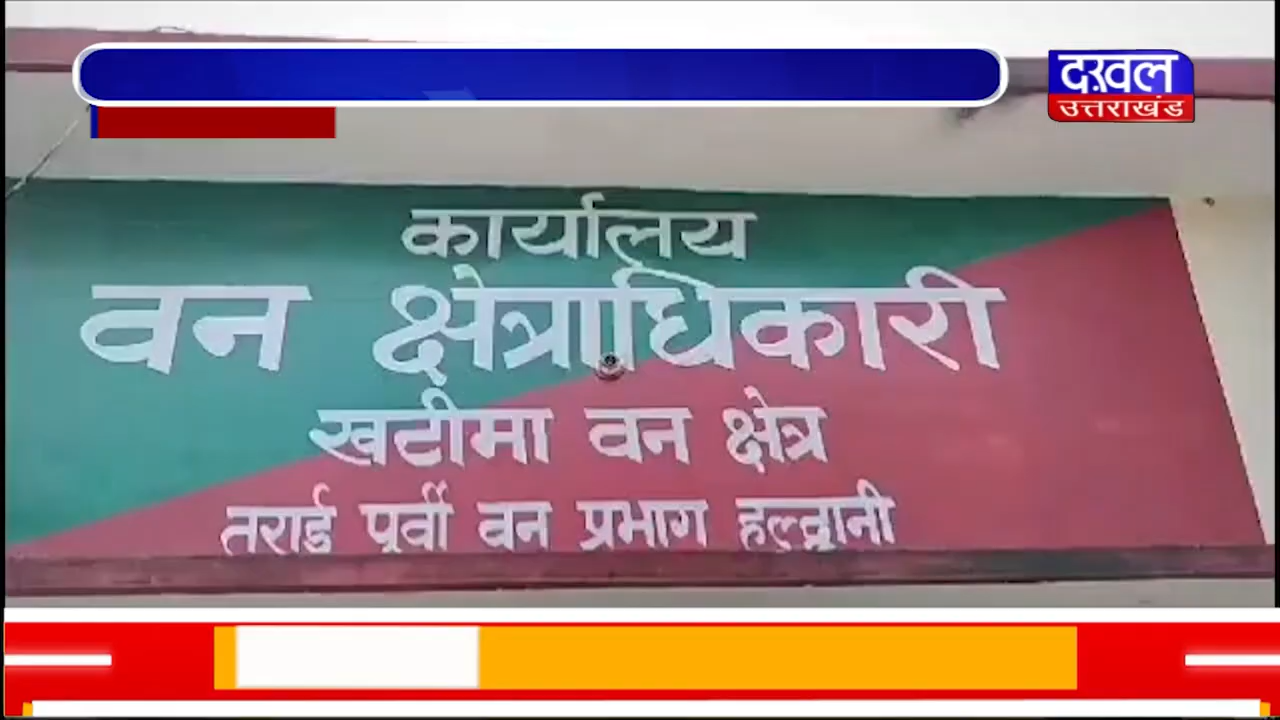 दख़ल
उत्तराखंड
कार्यालय
वन क्षेत्राधिकारी
खटीमा वन क्षेत्र
तराई पूर्वी वन प्रभाग हल्द्वानी